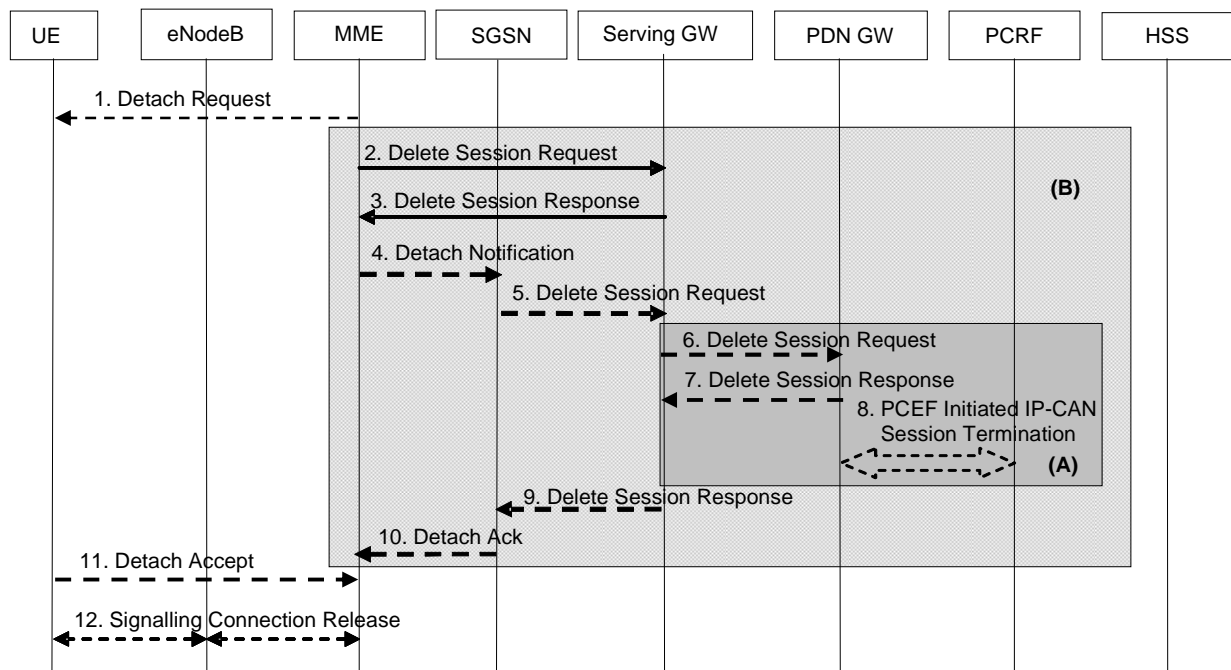 UE
eNodeB
MME
SGSN
Serving GW
PDN GW
PCRF
HSS
1. Detach Request
2. Delete Session Request
(B)
3. Delete Session Response
4. Detach Notification
5. Delete Session Request
6. Delete Session Request
7. Delete Session Response
8. PCEF Initiated IP-CAN
Session Termination
(A)
9. Delete Session Response
10. Detach Ack
11. Detach Accept
12. Signalling Connection Release